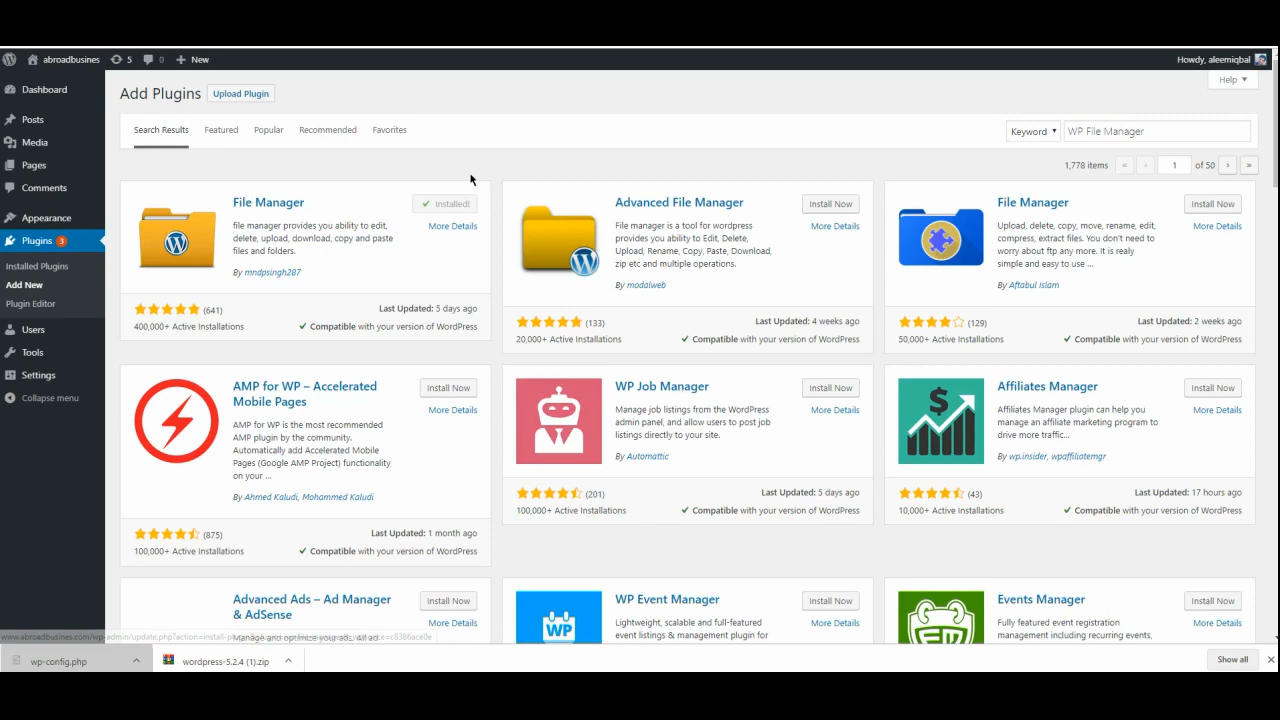 abroadbusines
5
0
New
Howdy, aleemiqbal
Dashboard
Posts
Media
Pages
Comments
Appearance
Plugins 3
Installed Plugins
Add New
Plugin Editor
Users
Tools
Settings
Collapse menu
Help
Add Plugins
Upload Plugin
Search Results
Featured
Popular
Recommended
Favorites
Keyword
WP File Manager
1,778 items
«
‹
1
of 50
›
»
File Manager
Installed!
More Details
file manager provides you ability to edit,
delete, upload, download, copy and paste
files and folders.
By mndpsingh287
(641)
Last Updated: 5 days ago
400,000+ Active Installations
Compatible with your version of WordPress
Advanced File Manager
Install Now
More Details
File manager is a tool for wordpress
provides you ability to Edit, Delete,
Upload, Rename, Copy, Paste, Download,
zip etc and multiple operations.
By modalweb
(133)
Last Updated: 4 weeks ago
20,000+ Active Installations
Compatible with your version of WordPress
File Manager
Install Now
More Details
Upload, delete, copy, move, rename, edit,
compress, extract files. You don't need to
worry about ftp any more. It is realy
simple and easy to use ...
By Aftabul Islam
(129)
Last Updated: 2 weeks ago
50,000+ Active Installations
Compatible with your version of WordPress
AMP for WP – Accelerated
Mobile Pages
Install Now
More Details
AMP for WP is the most recommended
AMP plugin by the community.
Automatically add Accelerated Mobile
Pages (Google AMP Project) functionality
on your ...
By Ahmed Kaludi, Mohammed Kaludi
(875)
Last Updated: 1 month ago
100,000+ Active Installations
Compatible with your version of WordPress
WP Job Manager
Install Now
More Details
Manage job listings from the WordPress
admin panel, and allow users to post job
listings directly to your site.
By Automattic
(201)
Last Updated: 5 days ago
100,000+ Active Installations
Compatible with your version of WordPress
$
Affiliates Manager
Install Now
More Details
Affiliates Manager plugin can help you
manage an affiliate marketing program to
drive more traffic...
By wp.insider, wpaffiliatemgr
(43)
Last Updated: 17 hours ago
10,000+ Active Installations
Compatible with your version of WordPress
Advanced Ads – Ad Manager
& AdSense
Install Now
More Details
Manage and optimize your ads, all ad
WP
WP Event Manager
Install Now
More Details
Lightweight, scalable and full-featured
event listings & management plugin for
EM
Events Manager
Install Now
More Details
Fully featured event registration
management including recurring events,
www.abroadbusines.com/wp-admin/update.php?action=install-pl
wp-config.php
wordpress-5.2.4 (1).zip
Show all